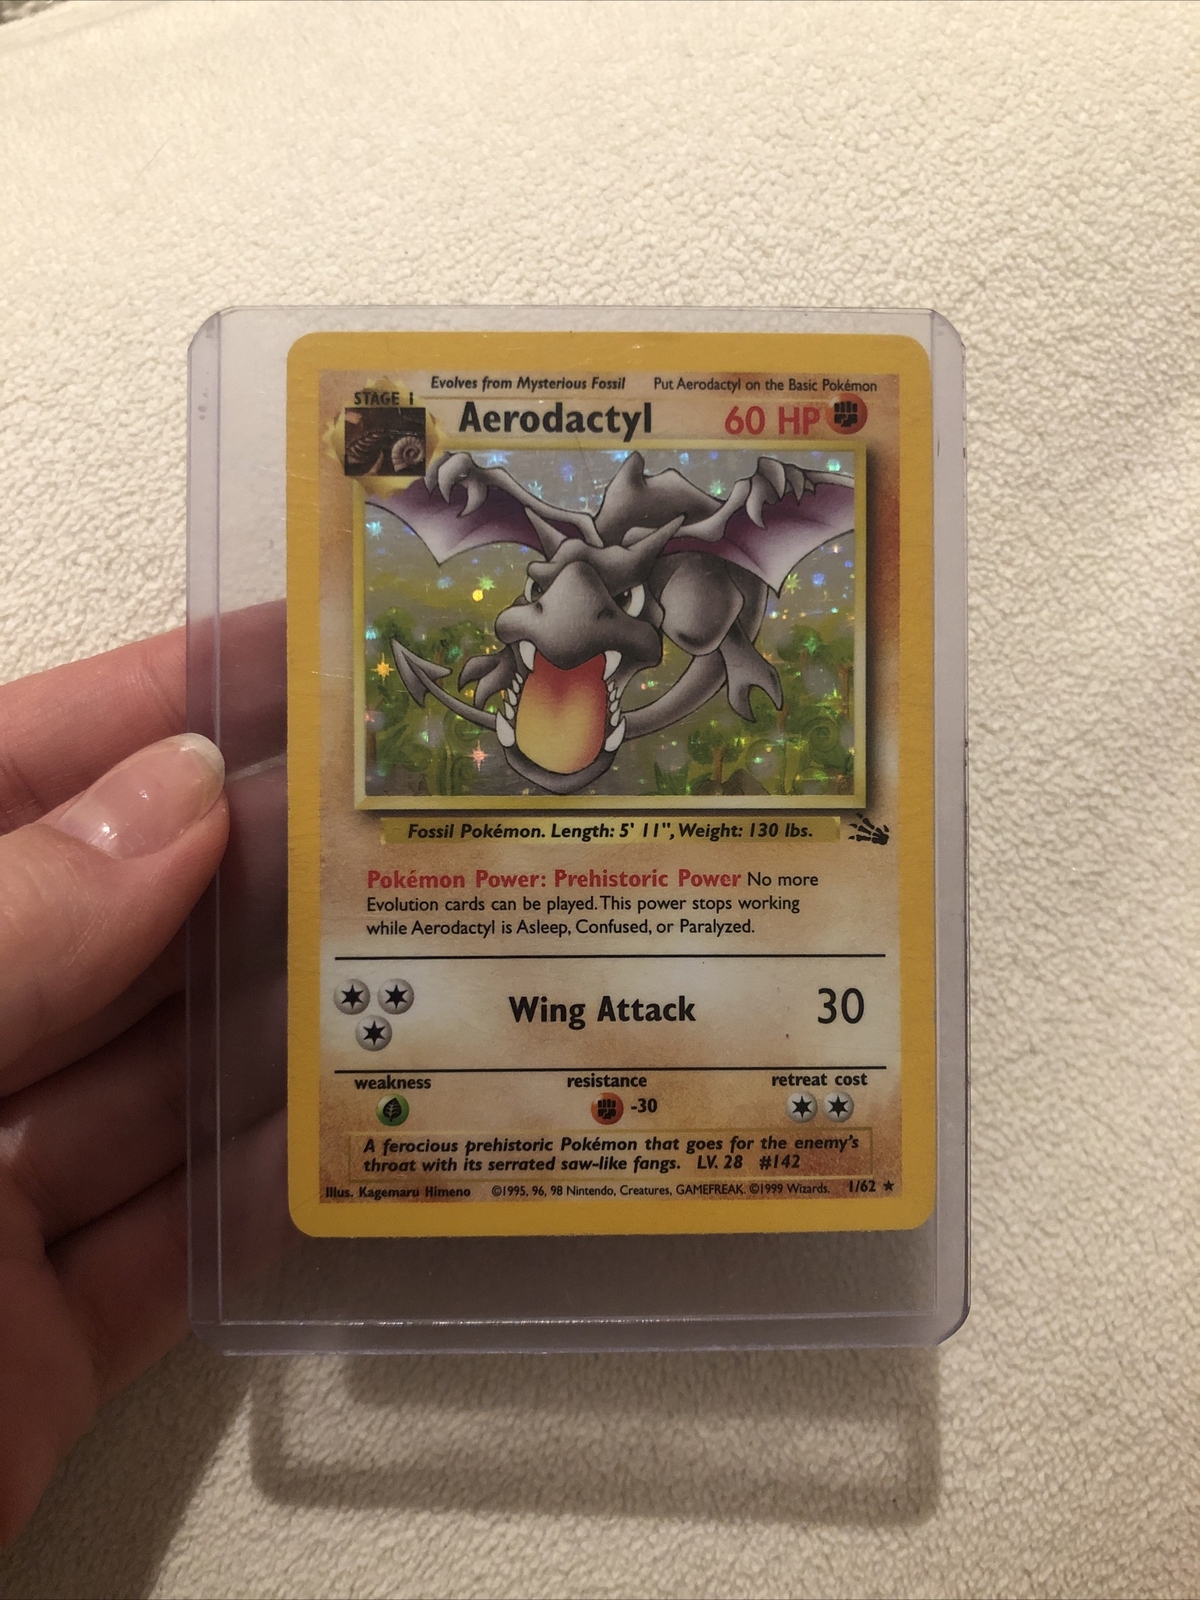 Evolves from Mysterious Fossil Put Aerodactyl on the Basic Pokémon
STAGE 1
Aerodactyl 60 HP
Fossil Pokémon. Length: 5' 11", Weight: 130 lbs.
Pokémon Power: Prehistoric Power No more
Evolution cards can be played. This power stops working
while Aerodactyl is Asleep, Confused, or Paralyzed.
Wing Attack 30
weakness resistance retreat cost
-30
A ferocious prehistoric Pokémon that goes for the enemy's
throat with its serrated saw-like fangs. LV. 28 #142
Illus. Kagemaru Himeno ©1995, 96, 98 Nintendo, Creatures, GAMEFREAK. ©1999 Wizards. 1/62 ★